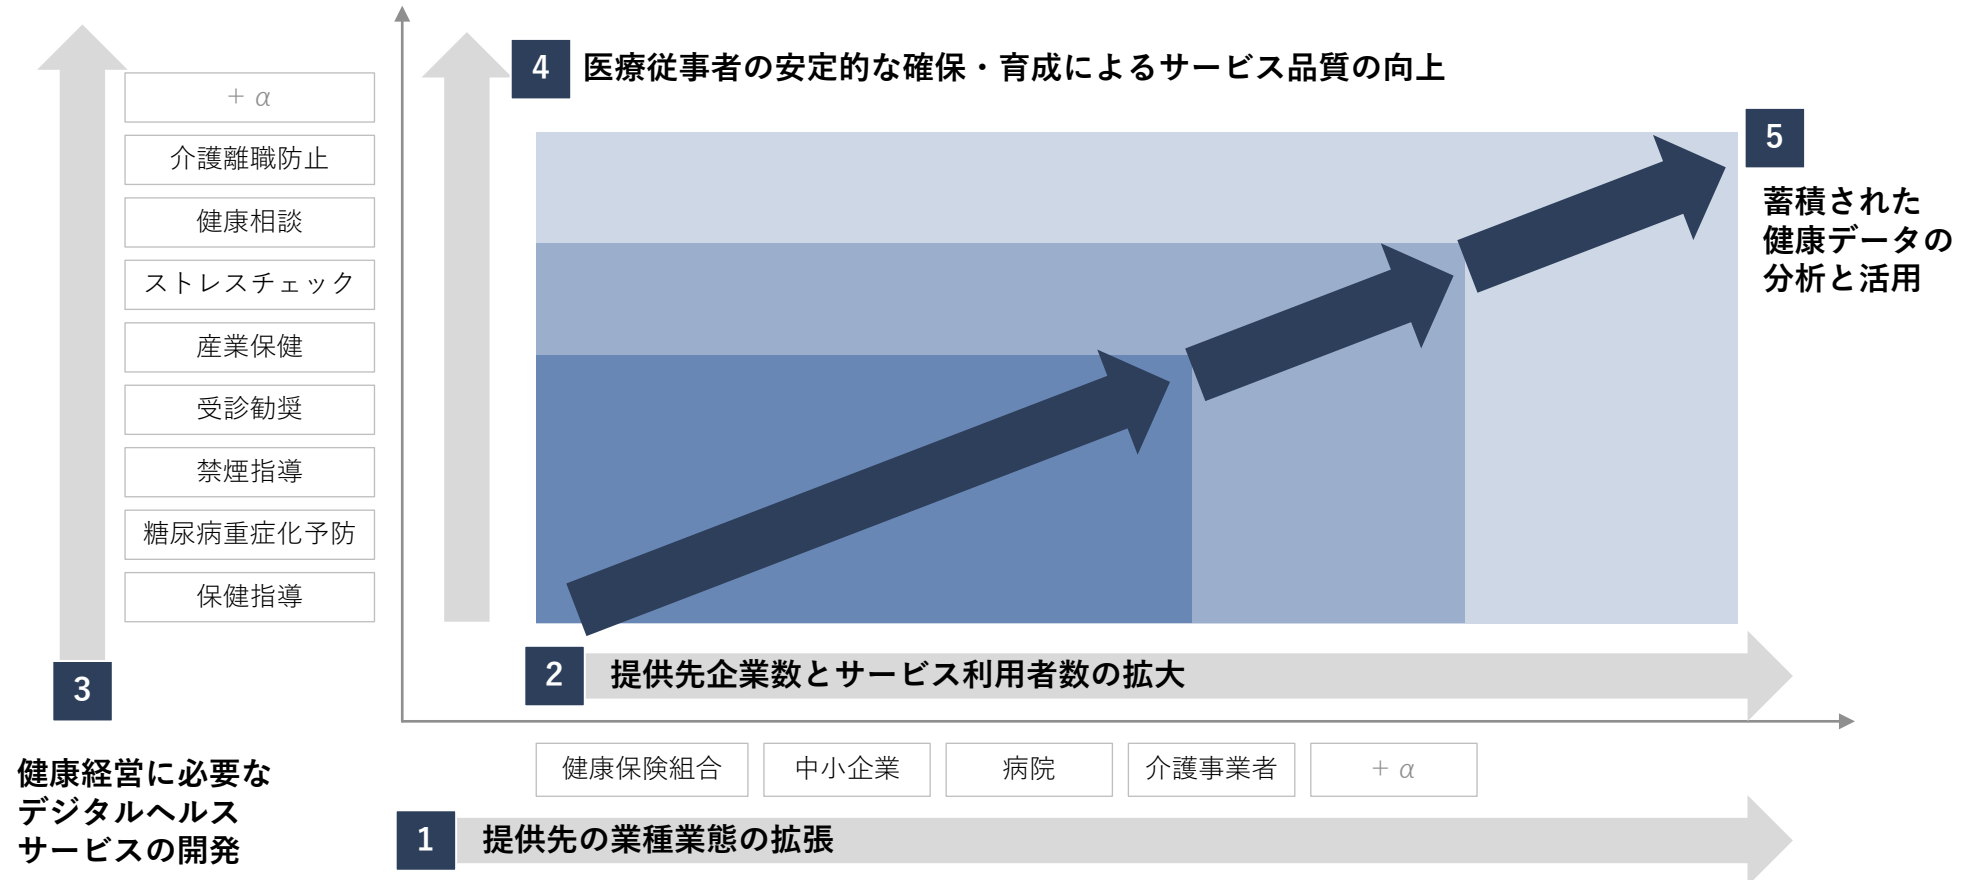 4
医療従事者の安定的な確保・育成によるサービス品質の向上
+ α
介護離職防止
健康相談
ストレスチェック
産業保健
受診勧奨
禁煙指導
糖尿病重症化予防
保健指導
5
蓄積された
健康データの
分析と活用
3
健康経営に必要な
デジタルヘルス
サービスの開発
2
提供先企業数とサービス利用者数の拡大
健康保険組合
中小企業
病院
介護事業者
+ α
1
提供先の業種業態の拡張